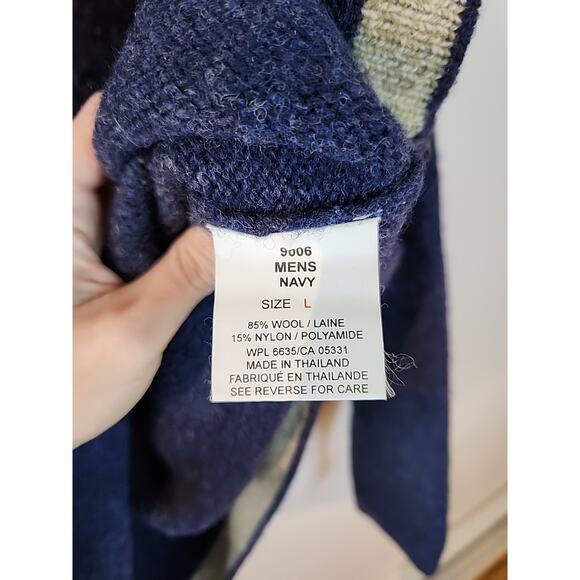 9006
MENS
NAVY
SIZE L
85% WOOL / LAINE
15% NYLON / POLYAMIDE
WPL 6635/CA 05331
MADE IN THAILAND
FABRIQUÉ EN THAILANDE
SEE REVERSE FOR CARE